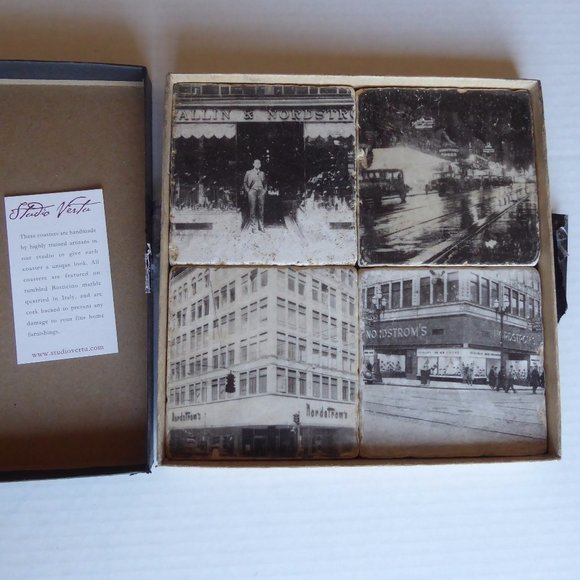 Studio Vertu
These coasters are handmade
by highly trained artisans in
our studio to give each
coaster a unique look. All
coasters are featured on
tumbled Botticino marble
quarried in Italy, and are
cork backed to prevent any
damage to your fine home
furnishings.
www.studiovertu.com
ALLIN & NORDSTRO
Nordstrom's
Nordstrom's
NORDSTROM'S